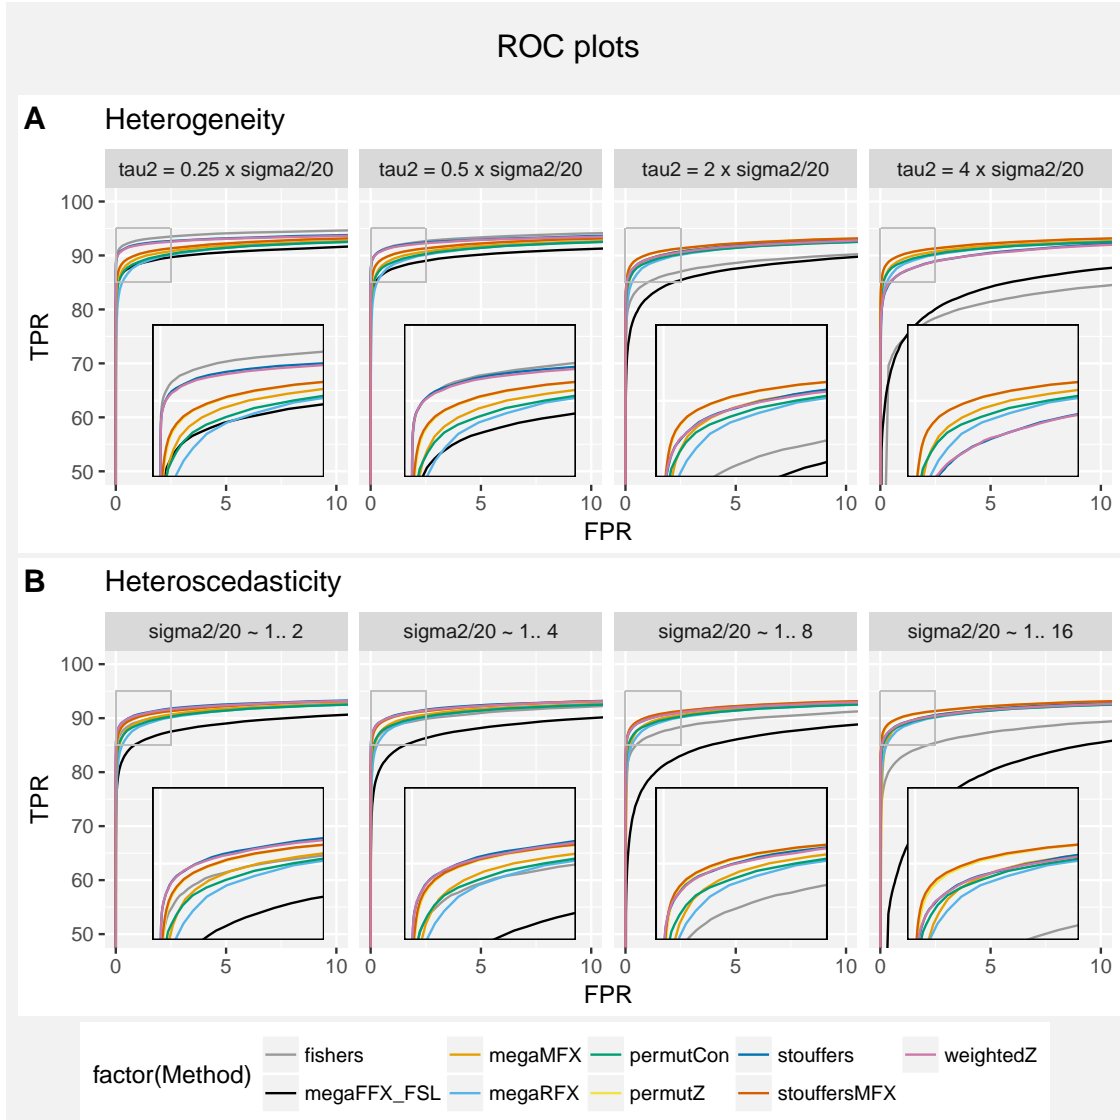 ROC plots
A Heterogeneity
tau2 = 0.25 x sigma2/20 tau2 = 0.5 x sigma2/20 tau2 = 2 x sigma2/20 tau2 = 4 x sigma2/20
100
90
80
70
60
50
TPR
0 5 10 0 5 10 0 5 10 0 5 10
FPR
B Heteroscedasticity
sigma2/20 ~ 1.. 2 sigma2/20 ~ 1.. 4 sigma2/20 ~ 1.. 8 sigma2/20 ~ 1.. 16
100
90
80
70
60
50
TPR
0 5 10 0 5 10 0 5 10 0 5 10
FPR
factor(Method)
fishers megaMFX permutCon stouffers weightedZ
megaFFX_FSL megaRFX permutZ stouffersMFX